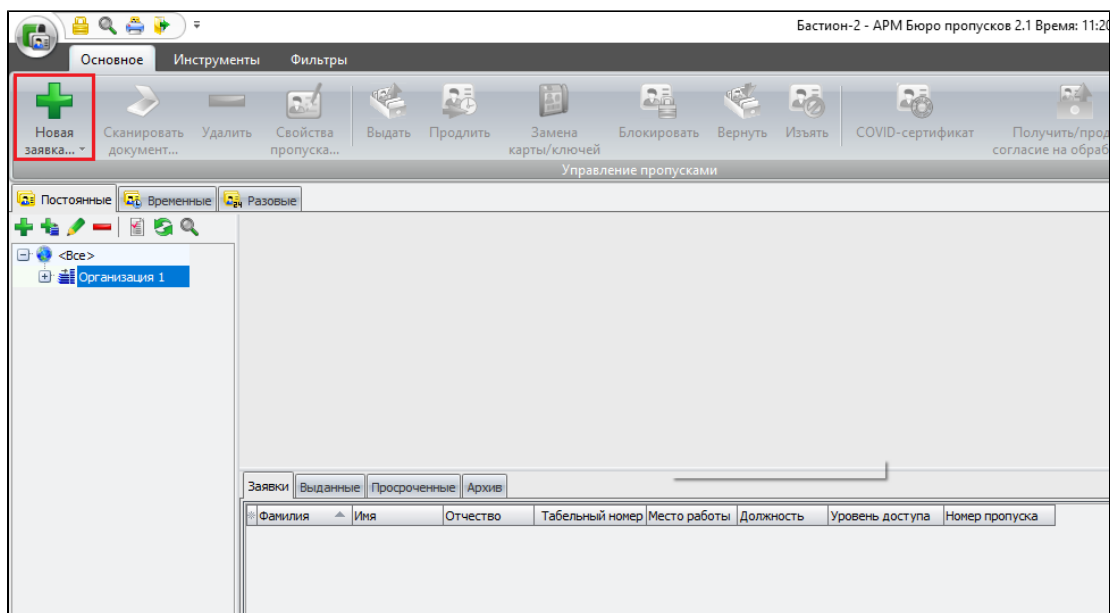 Бастион-2 - АРМ Бюро пропусков 2.1 Время: 11:20
Основное Инструменты Фильтры
Новая заявка...
Сканировать документ...
Удалить
Свойства пропуска...
Выдать
Продлить
Замена карты/ключей
Блокировать
Вернуть
Изъять
COVID-сертификат
Получить/прод
согласие на обраб
Управление пропусками
Постоянные Временные Разовые
<Все>
Организация 1
Заявки Выданные Просроченные Архив
Фамилия Имя Отчество Табельный номер Место работы Должность Уровень доступа Номер пропуска